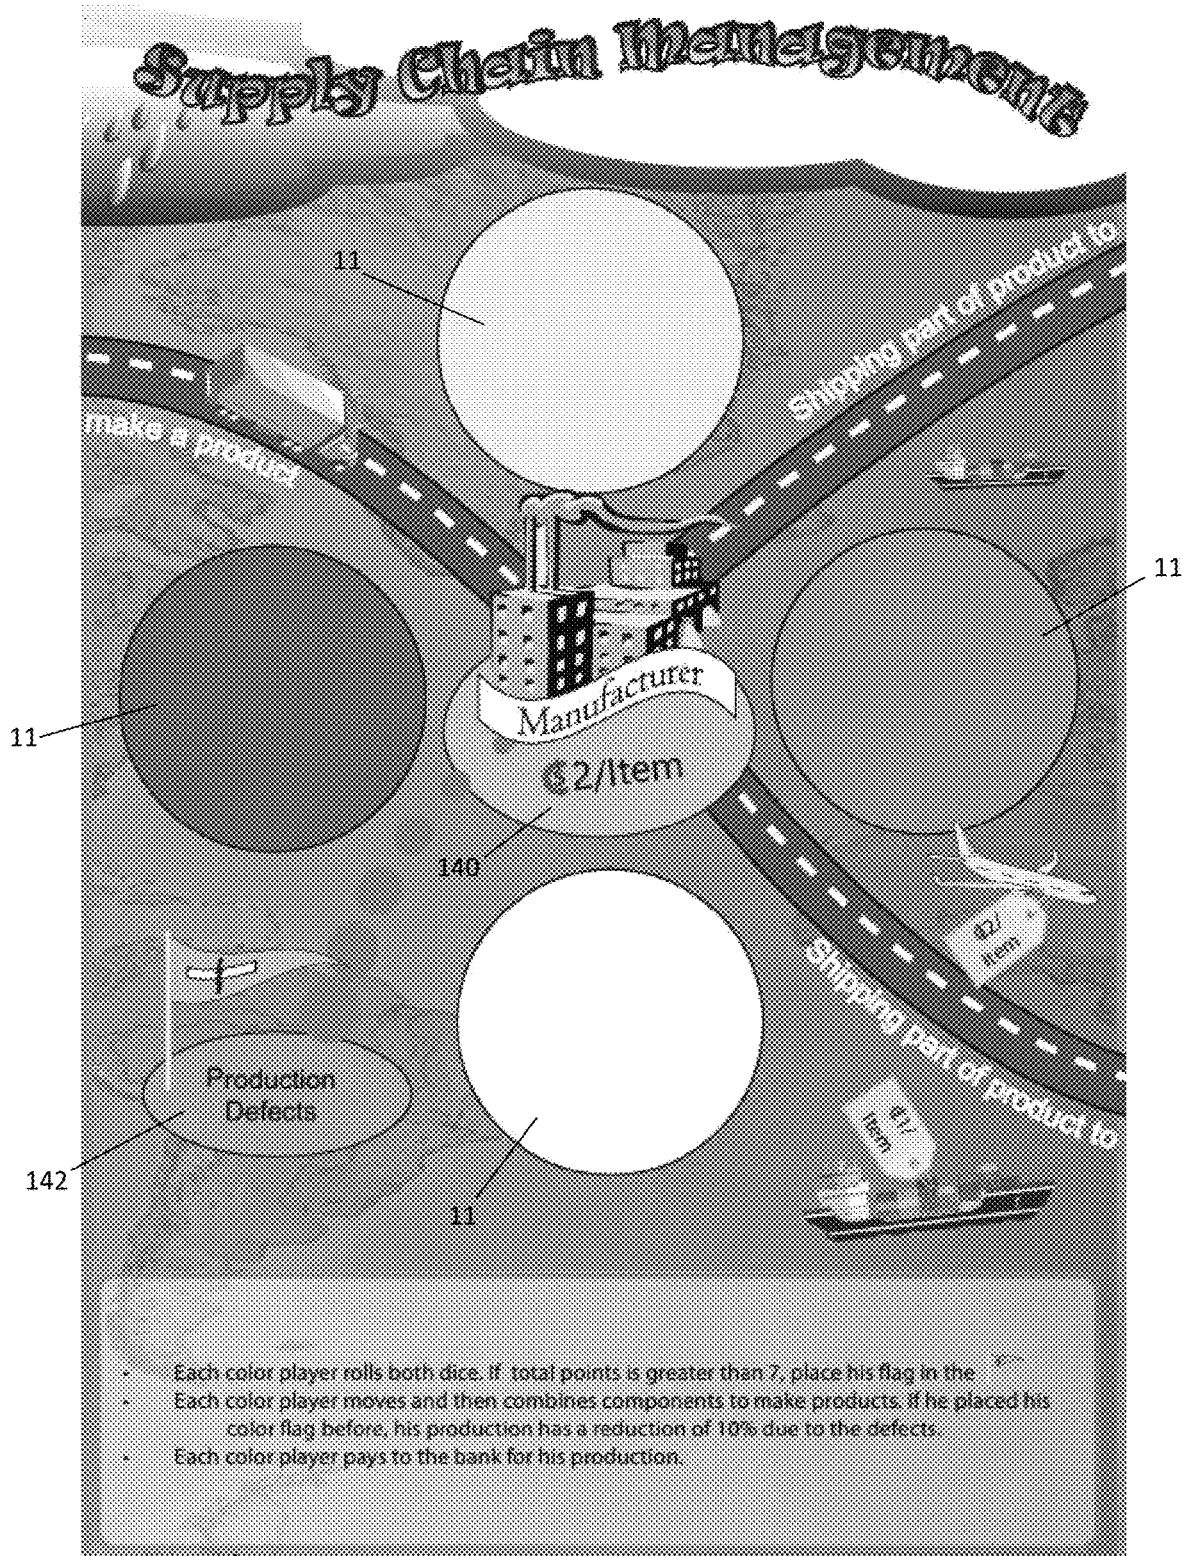 Supply Chain Management
11
Shipping part of product to
make a product
11
11
Manufacturer
₵2/Item
140
₵2/
Item
Shipping part of product to
Production
Defects
₵1/
Item
142
11
· Each color player rolls both dice. If total points is greater than 7, place his flag in the
· Each color player moves and then combines components to make products. If he placed his
color flag before, his production has a reduction of 10% due to the defects.
· Each color player pays to the bank for his production.